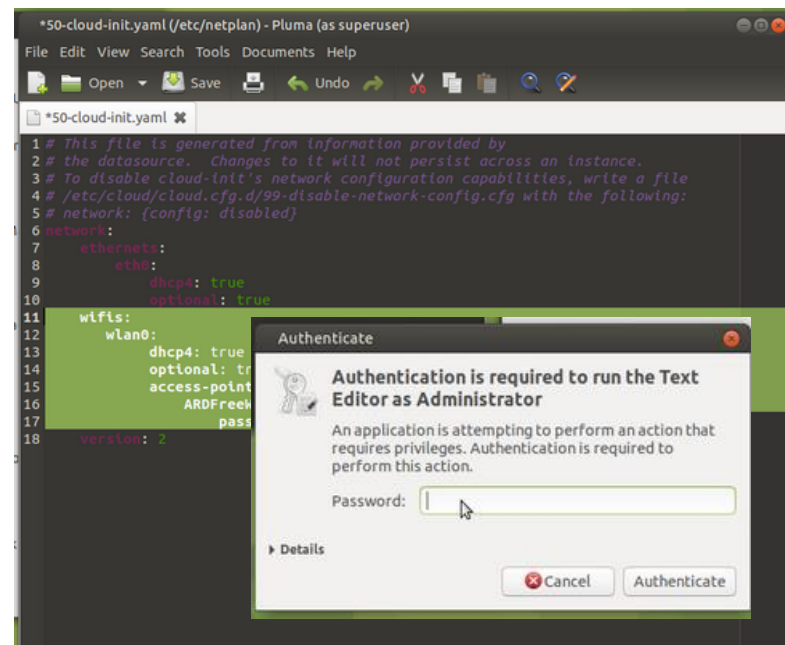 *50-cloud-init.yaml (/etc/netplan) - Pluma (as superuser)
File Edit View Search Tools Documents Help
Open Save Undo
*50-cloud-init.yaml
1 # This file is generated from information provided by
2 # the datasource. Changes to it will not persist across an instance.
3 # To disable cloud-init's network configuration capabilities, write a file
4 # /etc/cloud/cloud.cfg.d/99-disable-network-config.cfg with the following:
5 # network: {config: disabled}
6 network:
7 ethernets:
8 eth0:
9 dhcp4: true
10 optional: true
11 wifis:
12 wlan0:
13 dhcp4: true
14 optional: tr
15 access-point
16 ARDFree
17 pass
18 version: 2
Authenticate
Authentication is required to run the Text
Editor as Administrator
An application is attempting to perform an action that
requires privileges. Authentication is required to
perform this action.
Password:
Details
Cancel Authenticate